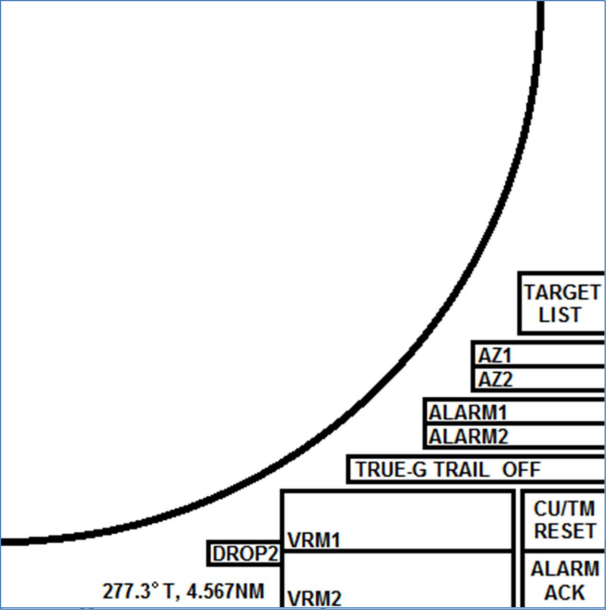 TARGET
LIST
AZ1
AZ2
ALARM1
ALARM2
TRUE-G TRAIL OFF
CU/TM
RESET
VRM1
DROP2
ALARM
ACK
277.3° T, 4.567NM
VRM2